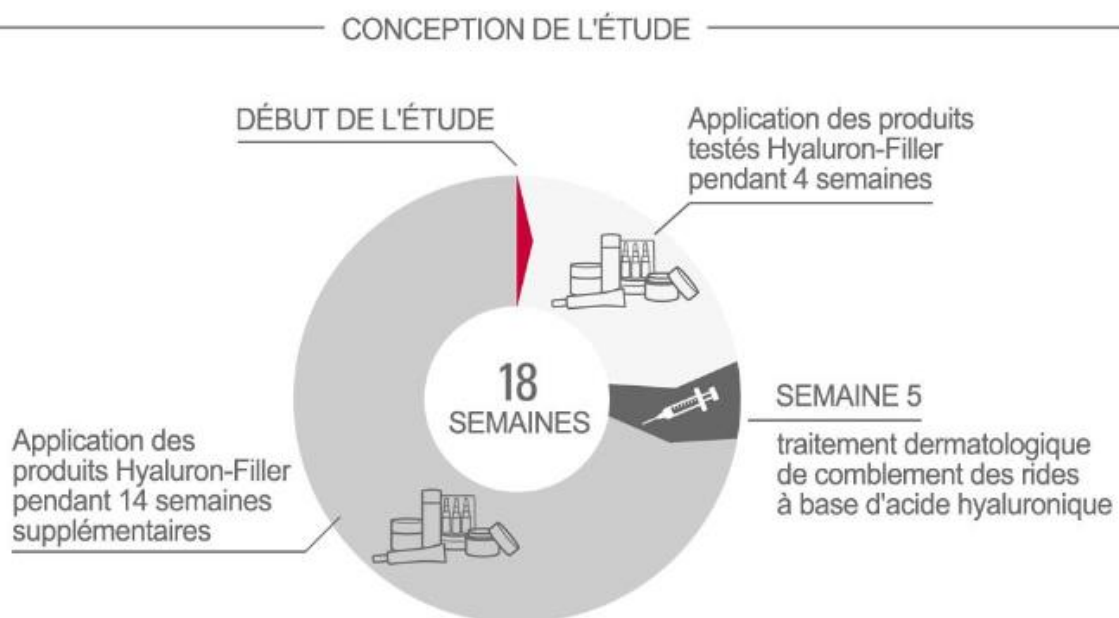 CONCEPTION DE L'ÉTUDE
DÉBUT DE L'ÉTUDE
Application des produits
testés Hyaluron-Filler
pendant 4 semaines
18
SEMAINES
SEMAINE 5
traitement dermatologique
de comblement des rides
à base d'acide hyaluronique
Application des
produits Hyaluron-Filler
pendant 14 semaines
supplémentaires